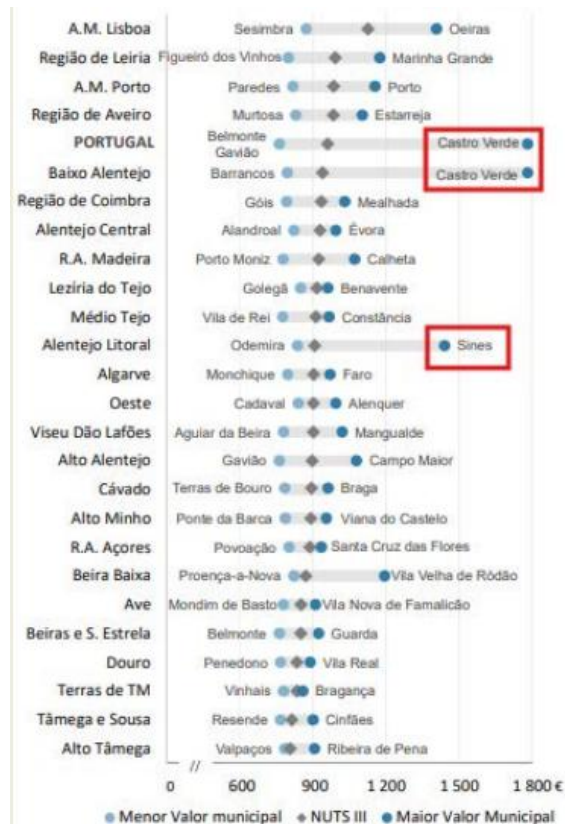 A.M. Lisboa Sesimbra Oeiras
Região de Leiria Figueiró dos Vinhos Marinha Grande
A.M. Porto Paredes Porto
Região de Aveiro Murtosa Estarreja
PORTUGAL Belmonte Gavião Castro Verde
Baixo Alentejo Barrancos Castro Verde
Região de Coimbra Góis Mealhada
Alentejo Central Alandroal Évora
R.A. Madeira Porto Moniz Calheta
Lezíria do Tejo Golegã Benavente
Médio Tejo Vila de Rei Constância
Alentejo Litoral Odemira Sines
Algarve Monchique Faro
Oeste Cadaval Alenquer
Viseu Dão Lafões Aguiar da Beira Mangualde
Alto Alentejo Gavião Campo Maior
Cávado Terras de Bouro Braga
Alto Minho Ponte da Barca Viana do Castelo
R.A. Açores Povoação Santa Cruz das Flores
Beira Baixa Proença-a-Nova Vila Velha de Ródão
Ave Mondim de Basto Vila Nova de Famalicão
Beiras e S. Estrela Belmonte Guarda
Douro Penedono Vila Real
Terras de TM Vinhais Bragança
Tâmega e Sousa Resende Cinfães
Alto Tâmega Valpaços Ribeira de Pena
0 // 600 900 1 200 1 500 1 800 €
Menor Valor municipal NUTS III Maior Valor Municipal